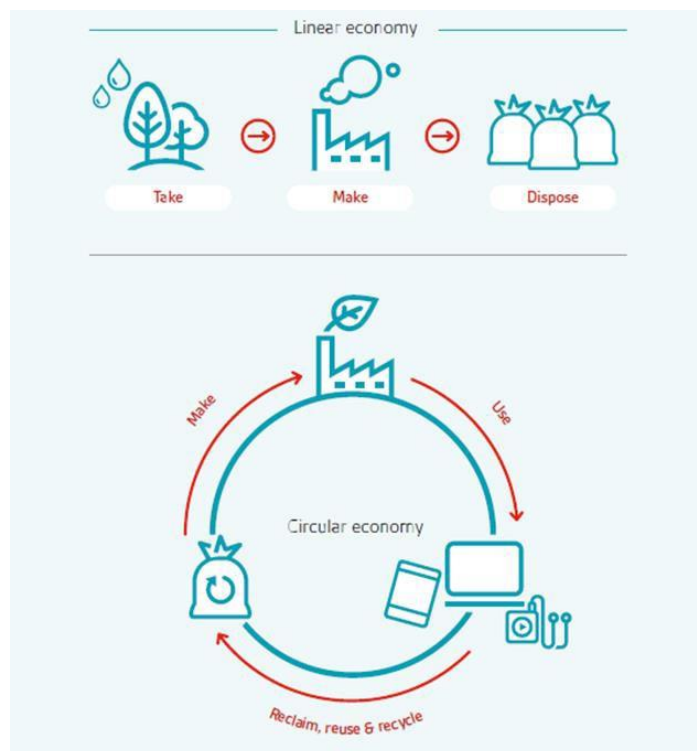 Linear economy
Take
Make
Dispose
Make
Use
Circular economy
Reclaim, reuse & recycle